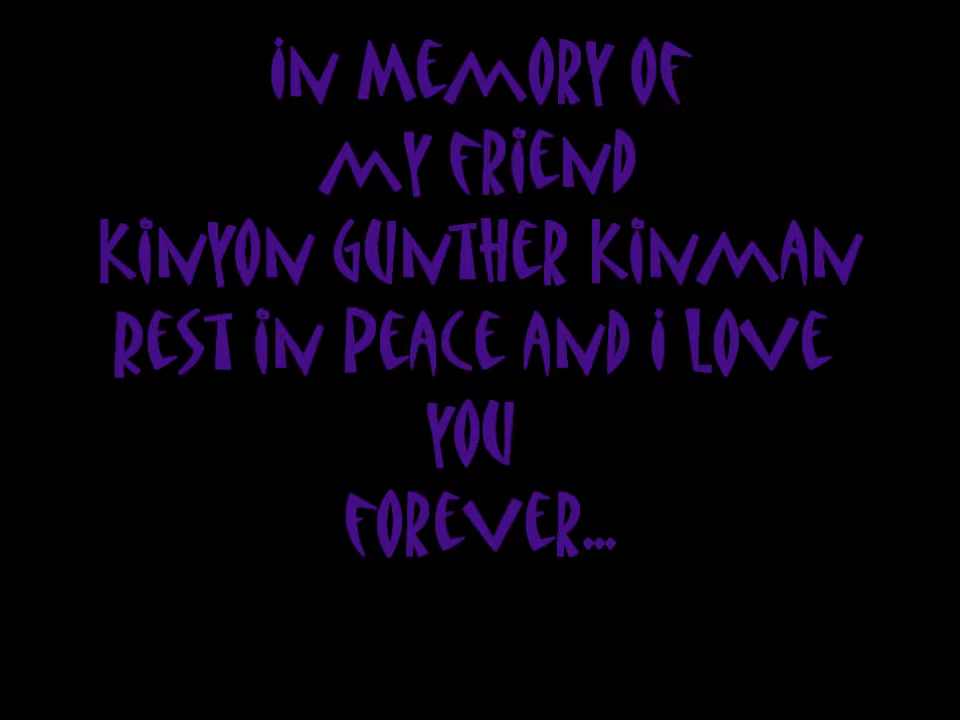 IN MEMORY OF
MY FRIEND
KINYON GUNTHER KINMAN
REST IN PEACE AND I LOVE
YOU
FOREVER...